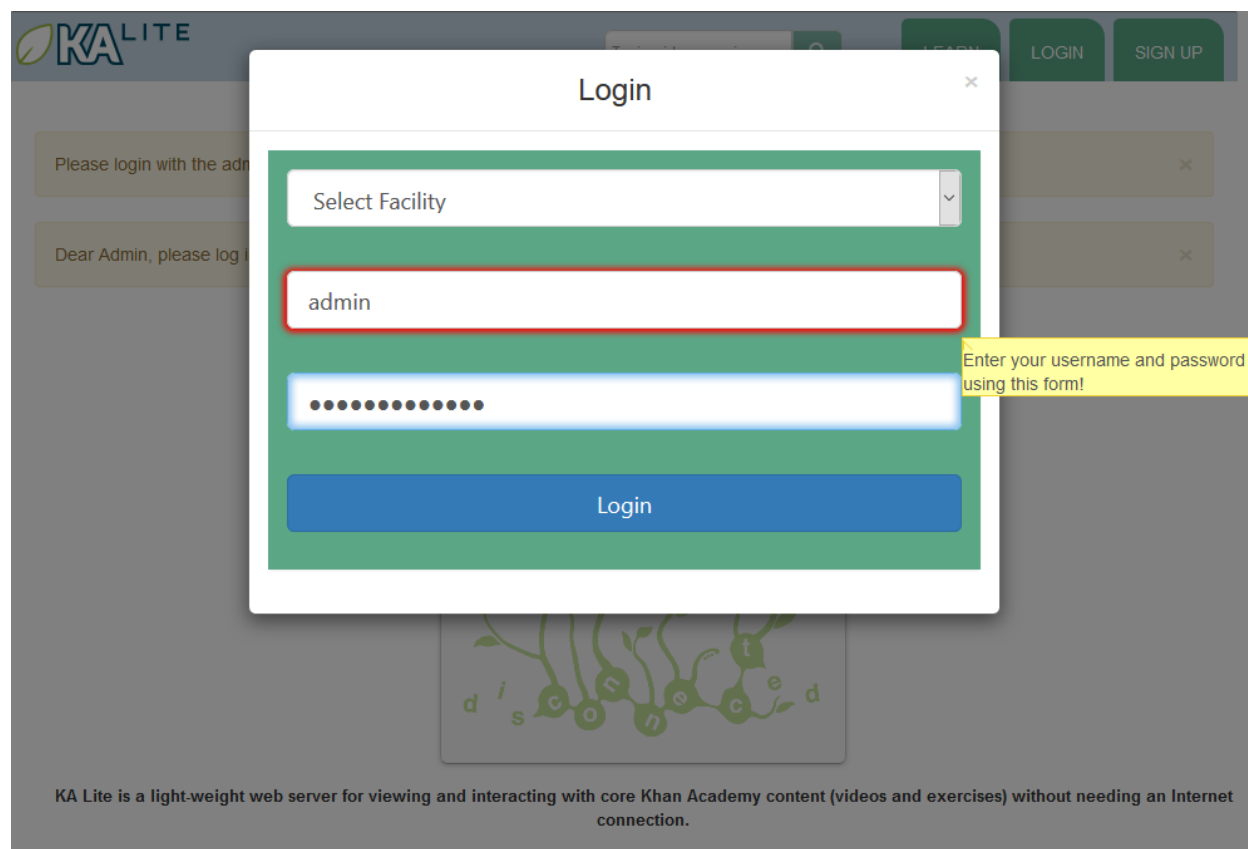 KA LITE
LEARN
LOGIN
SIGN UP
Login
×
Please login with the adm
×
Select Facility
Dear Admin, please log i
×
admin
Enter your username and password
using this form!
●●●●●●●●●●●●●
Login
d i s c o n n e c t e d
KA Lite is a light-weight web server for viewing and interacting with core Khan Academy content (videos and exercises) without needing an Internet
connection.